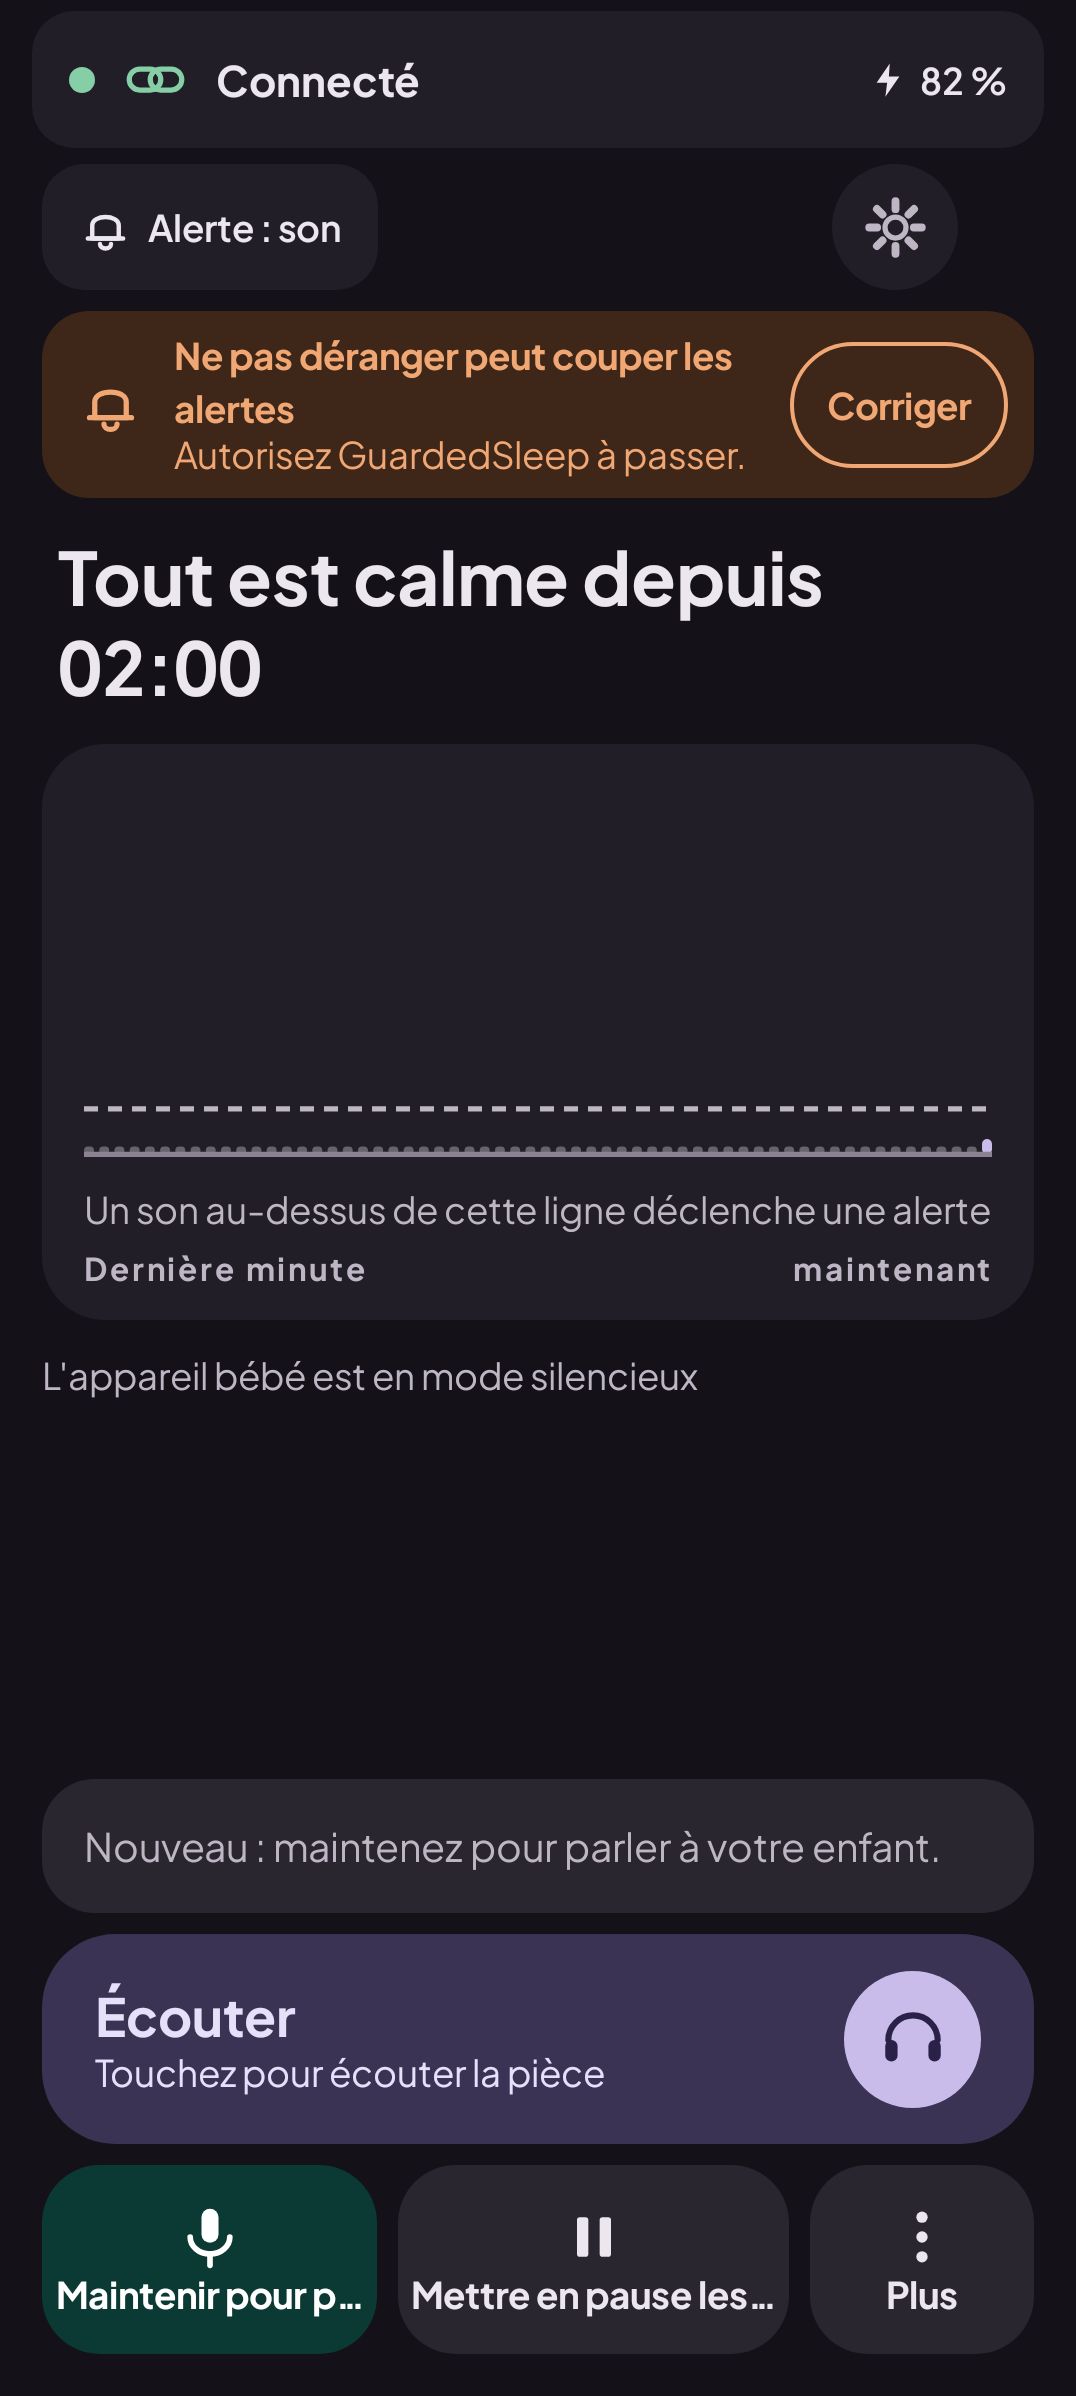 Connecté
82 %
Alerte : son
Ne pas déranger peut couper les
alertes
Autorisez GuardedSleep à passer.
Corriger
Tout est calme depuis
02:00
Un son au-dessus de cette ligne déclenche une alerte
Dernière minute
maintenant
L'appareil bébé est en mode silencieux
Nouveau : maintenez pour parler à votre enfant.
Écouter
Touchez pour écouter la pièce
Maintenir pour p…
Mettre en pause les…
Plus